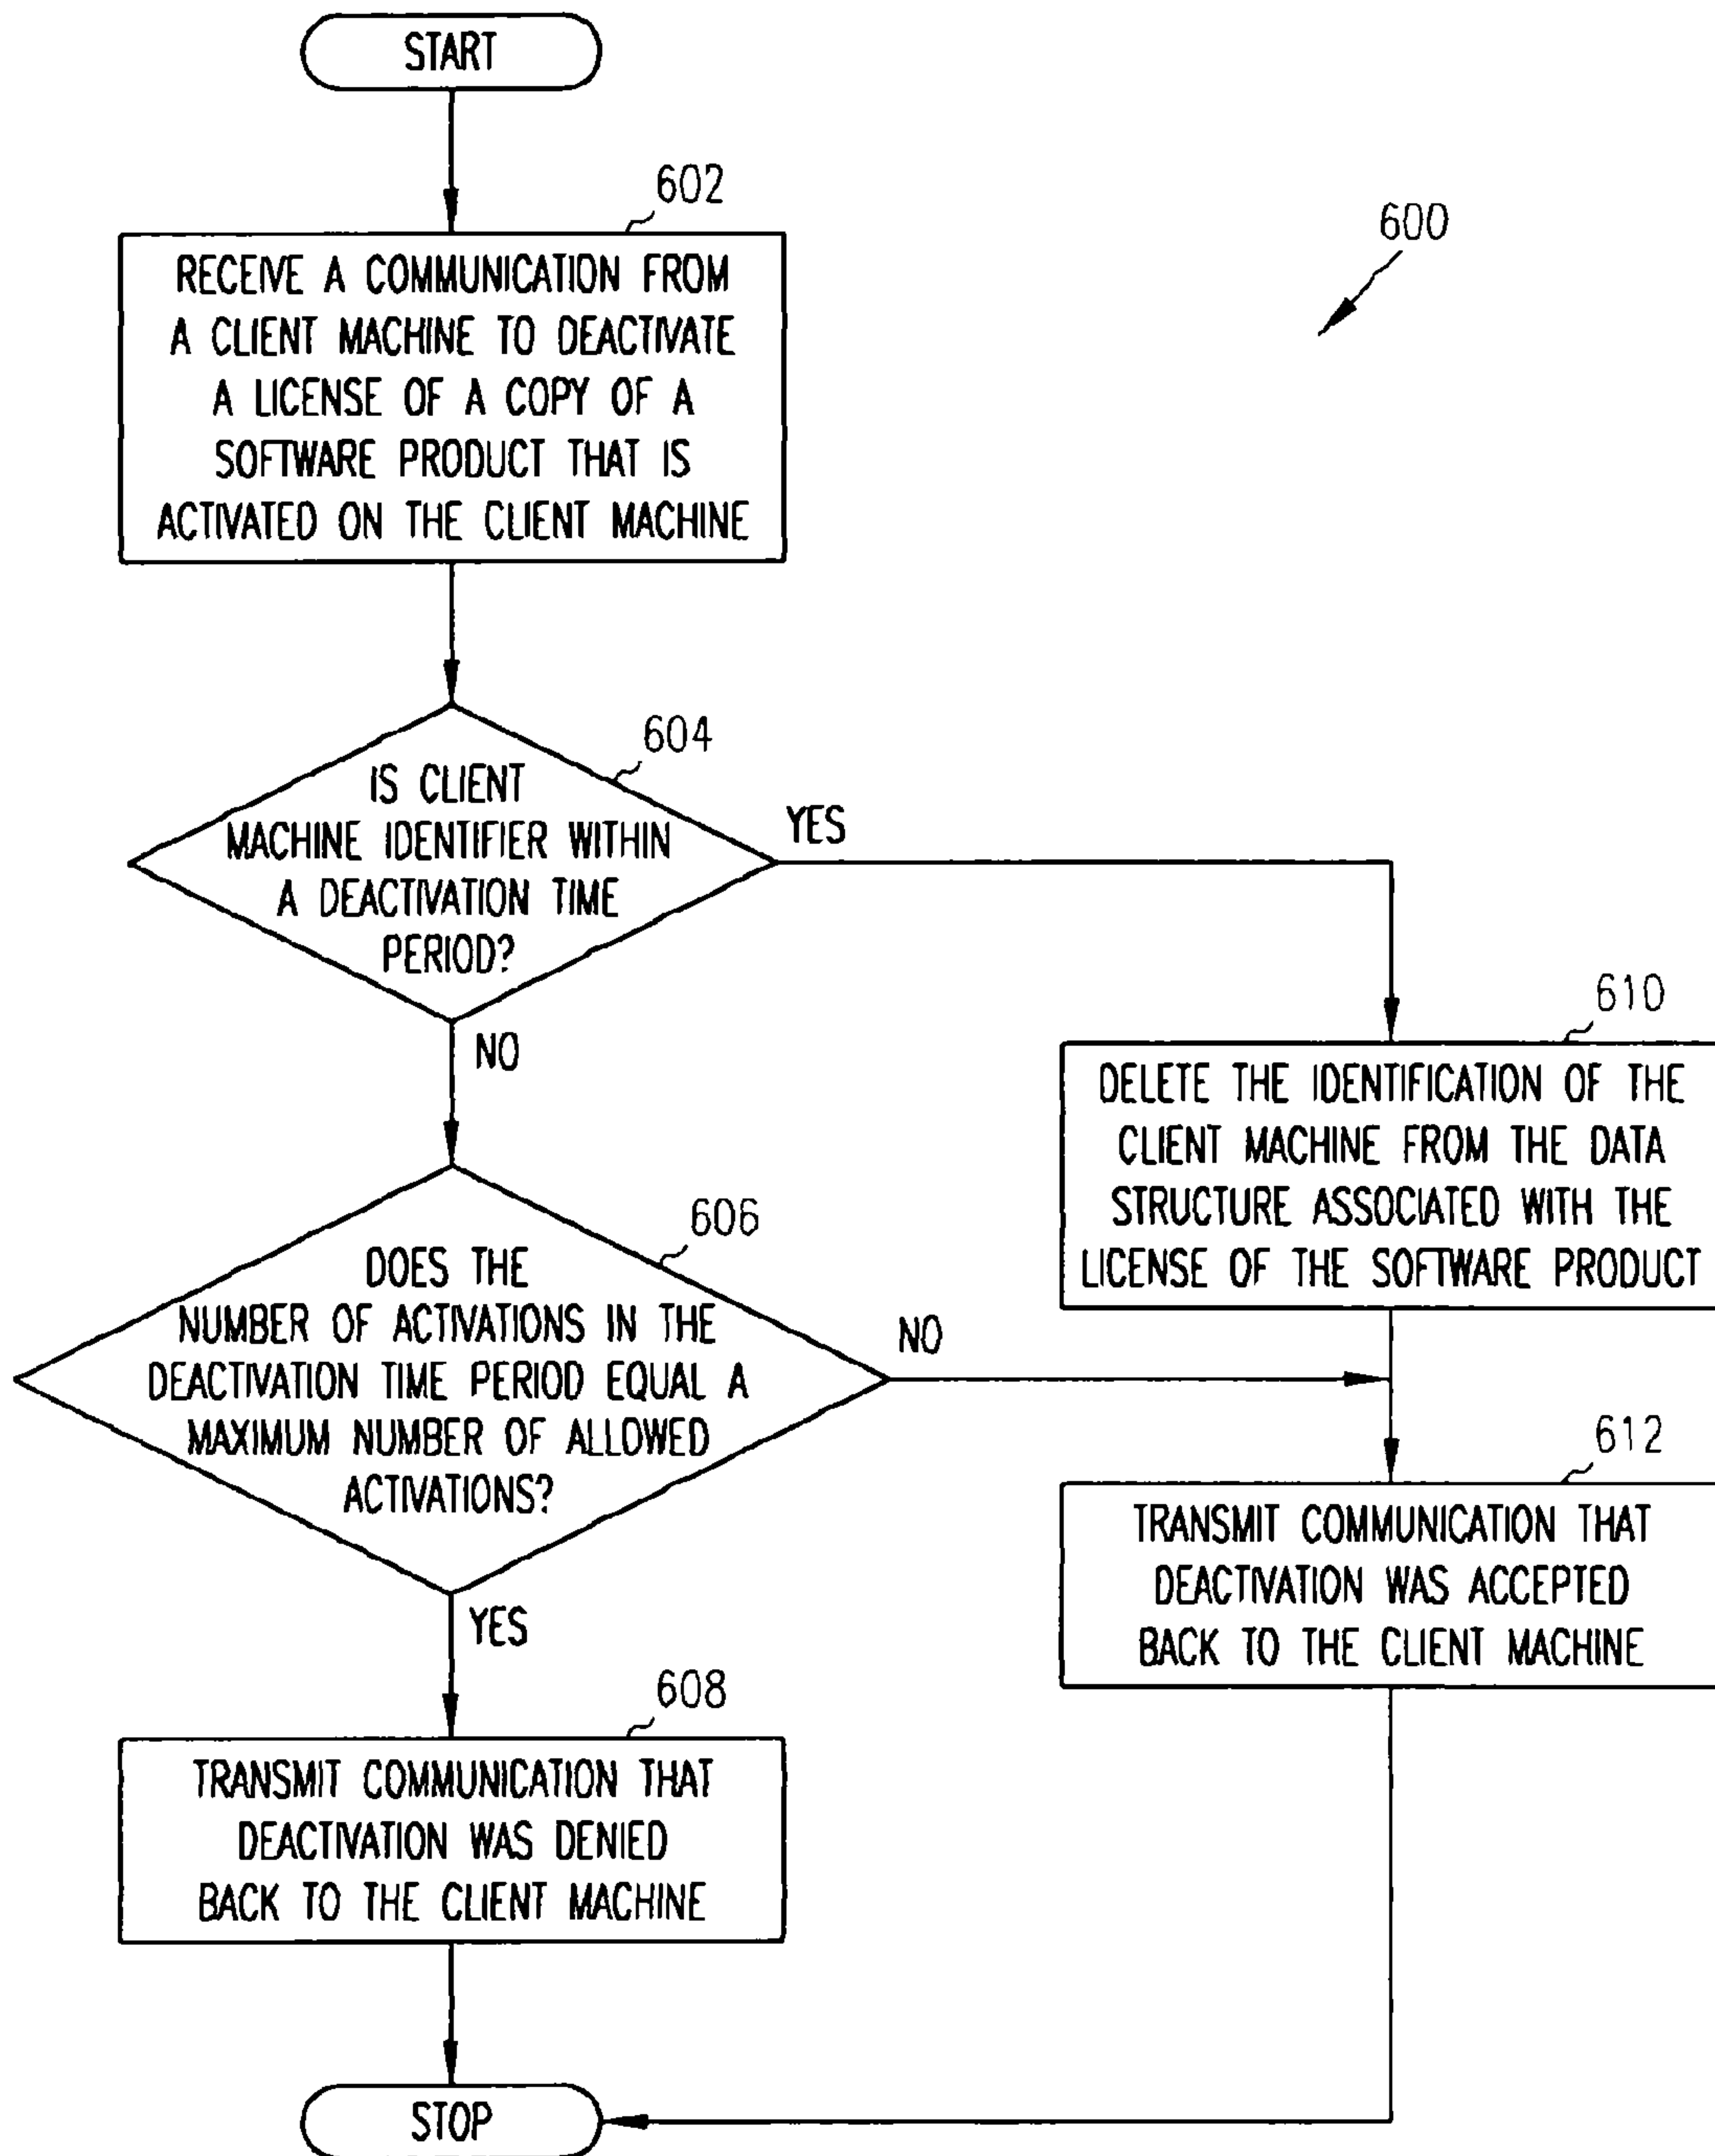 START
602
RECEIVE A COMMUNICATION FROM
A CLIENT MACHINE TO DEACTIVATE
A LICENSE OF A COPY OF A
SOFTWARE PRODUCT THAT IS
ACTIVATED ON THE CLIENT MACHINE
600
604
IS CLIENT
MACHINE IDENTIFIER WITHIN
A DEACTIVATION TIME
PERIOD?
YES
NO
610
DELETE THE IDENTIFICATION OF THE
CLIENT MACHINE FROM THE DATA
STRUCTURE ASSOCIATED WITH THE
LICENSE OF THE SOFTWARE PRODUCT
606
DOES THE
NUMBER OF ACTIVATIONS IN THE
DEACTIVATION TIME PERIOD EQUAL A
MAXIMUM NUMBER OF ALLOWED
ACTIVATIONS?
NO
YES
612
TRANSMIT COMMUNICATION THAT
DEACTIVATION WAS ACCEPTED
BACK TO THE CLIENT MACHINE
608
TRANSMIT COMMUNICATION THAT
DEACTIVATION WAS DENIED
BACK TO THE CLIENT MACHINE
STOP